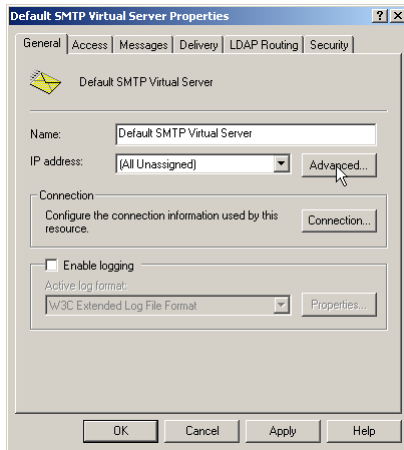 Default SMTP Virtual Server Properties
General Access Messages Delivery LDAP Routing Security
Default SMTP Virtual Server
Name: Default SMTP Virtual Server
IP address: (All Unassigned) Advanced...
Connection
Configure the connection information used by this
resource. Connection...
Enable logging
Active log format:
W3C Extended Log File Format Properties...
OK Cancel Apply Help